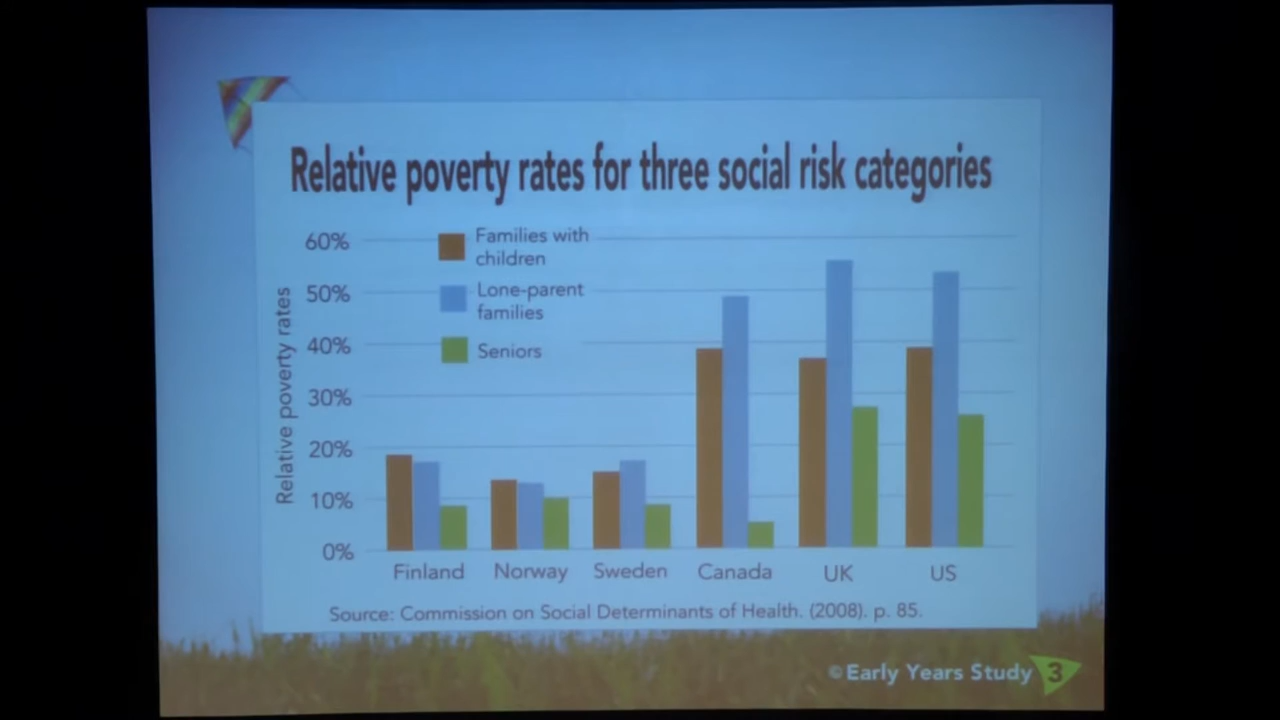 Relative poverty rates for three social risk categories
Relative poverty rates
60%
50%
40%
30%
20%
10%
0%
Families with
children
Lone-parent
families
Seniors
Finland
Norway
Sweden
Canada
UK
US
Source: Commission on Social Determinants of Health. (2008). p. 85.
©Early Years Study 3